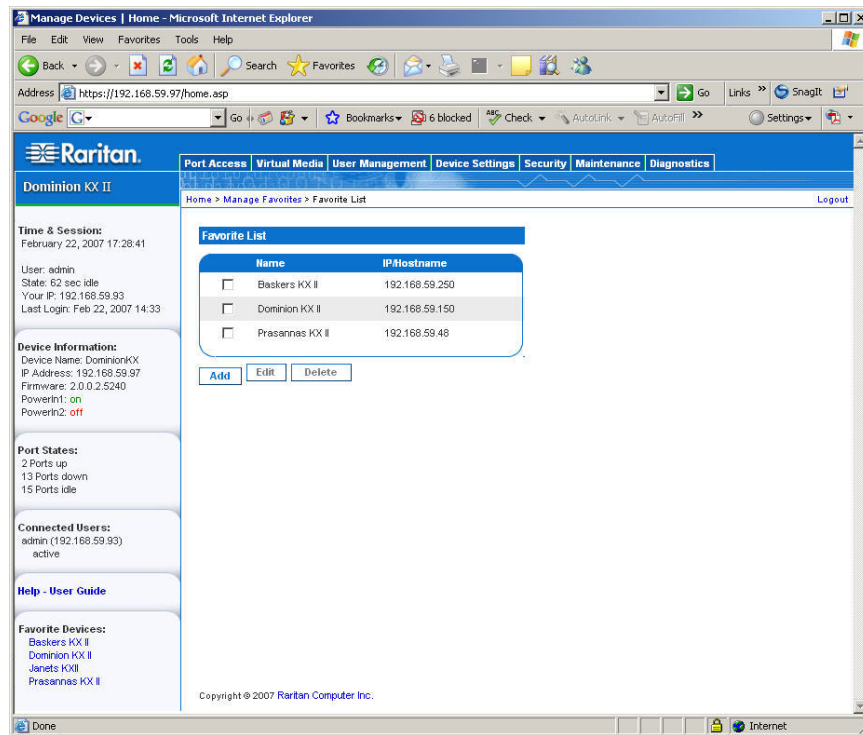 Manage Devices | Home - Microsoft Internet Explorer
File Edit View Favorites Tools Help
Back Search Favorites
Address https://192.168.59.97/home.asp Go Links » SnagIt
Google G Go Bookmarks 6 blocked ABC Check AutoLink AutoFill » Settings
Raritan.
Port Access Virtual Media User Management Device Settings Security Maintenance Diagnostics
Dominion KX II
Home > Manage Favorites > Favorite List Logout
Time & Session:
February 22, 2007 17:28:41
User: admin
State: 62 sec idle
Your IP: 192.168.59.93
Last Login: Feb 22, 2007 14:33
Device Information:
Device Name: DominionKX
IP Address: 192.168.59.97
Firmware: 2.0.0.2.5240
PowerIn1: on
PowerIn2: off
Port States:
2 Ports up
13 Ports down
15 Ports idle
Connected Users:
admin (192.168.59.93)
active
Help - User Guide
Favorite Devices:
Baskers KX II
Dominion KX II
Janets KXII
Prasannas KX II
Favorite List
Name IP/Hostname
Baskers KX II 192.168.59.250
Dominion KX II 192.168.59.150
Prasannas KX II 192.168.59.48
Add Edit Delete
Copyright © 2007 Raritan Computer Inc.
Done Internet